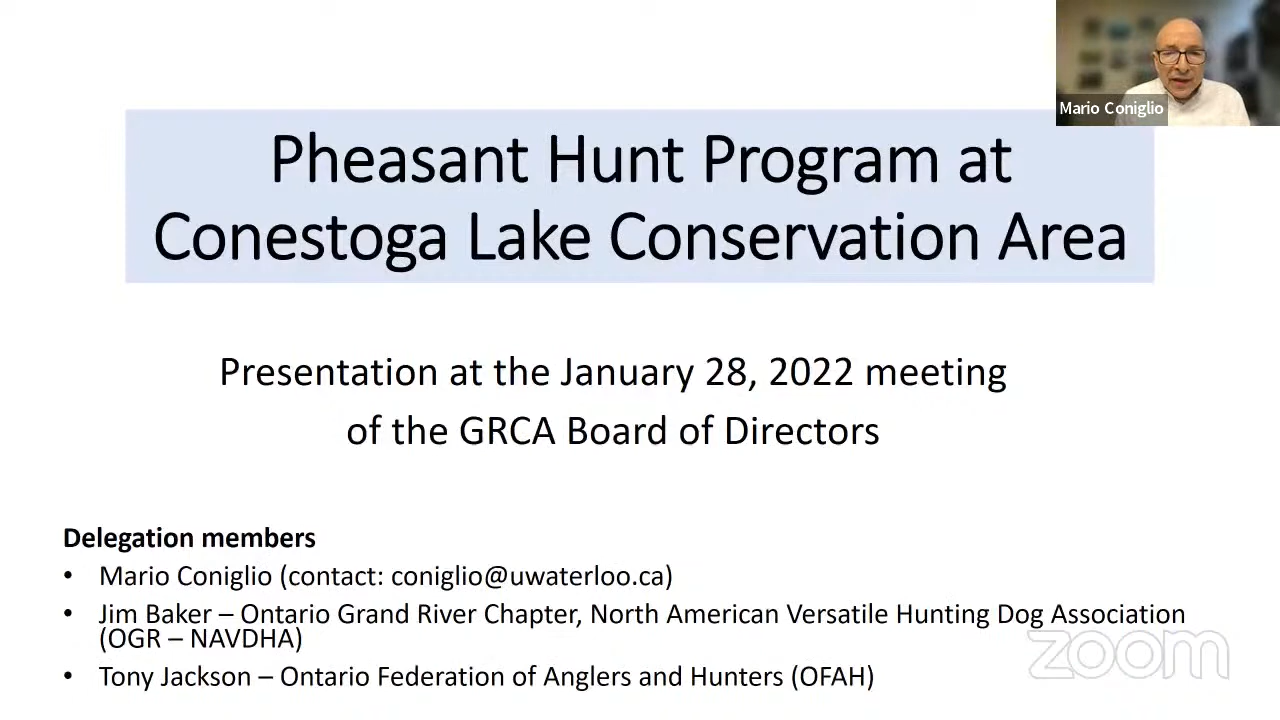 Mario Coniglio
Pheasant Hunt Program at
Conestoga Lake Conservation Area
Presentation at the January 28, 2022 meeting
of the GRCA Board of Directors
Delegation members
• Mario Coniglio (contact: coniglio@uwaterloo.ca)
• Jim Baker – Ontario Grand River Chapter, North American Versatile Hunting Dog Association
(OGR – NAVDHA)
• Tony Jackson – Ontario Federation of Anglers and Hunters (OFAH)
zoom